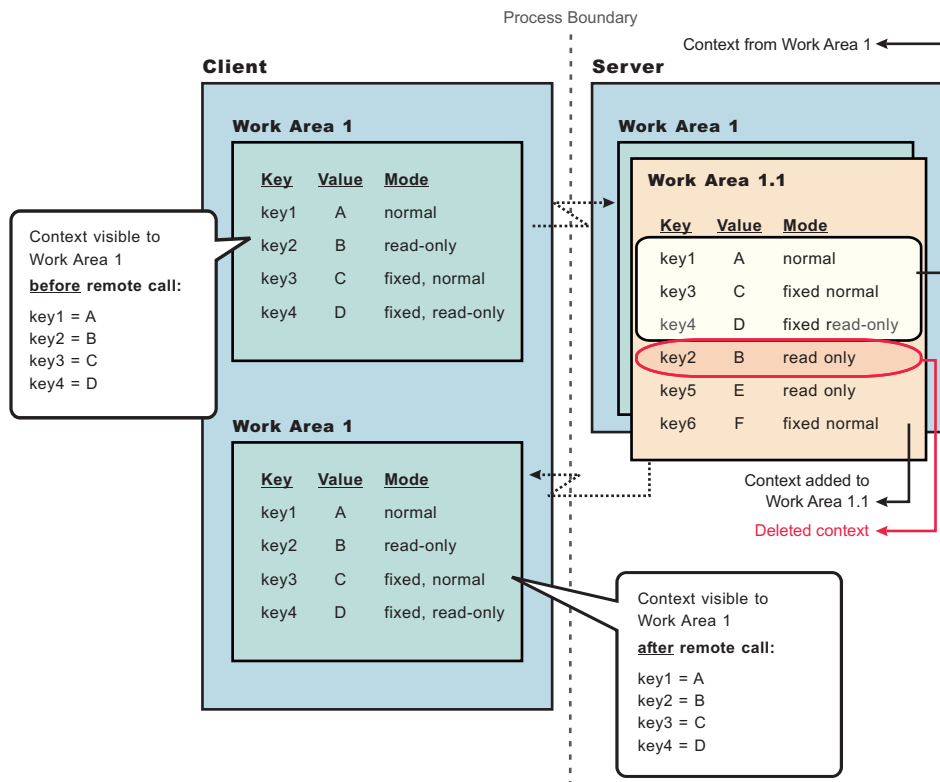 Process Boundary
Context from Work Area 1
Client
Server
Work Area 1
Key Value Mode
key1 A normal
key2 B read-only
key3 C fixed, normal
key4 D fixed, read-only
Context visible to
Work Area 1
before remote call:
key1 = A
key2 = B
key3 = C
key4 = D
Work Area 1
Work Area 1.1
Key Value Mode
key1 A normal
key3 C fixed normal
key4 D fixed read-only
key2 B read only
key5 E read only
key6 F fixed normal
Context added to
Work Area 1.1
Deleted context
Work Area 1
Key Value Mode
key1 A normal
key2 B read-only
key3 C fixed, normal
key4 D fixed, read-only
Context visible to
Work Area 1
after remote call:
key1 = A
key2 = B
key3 = C
key4 = D